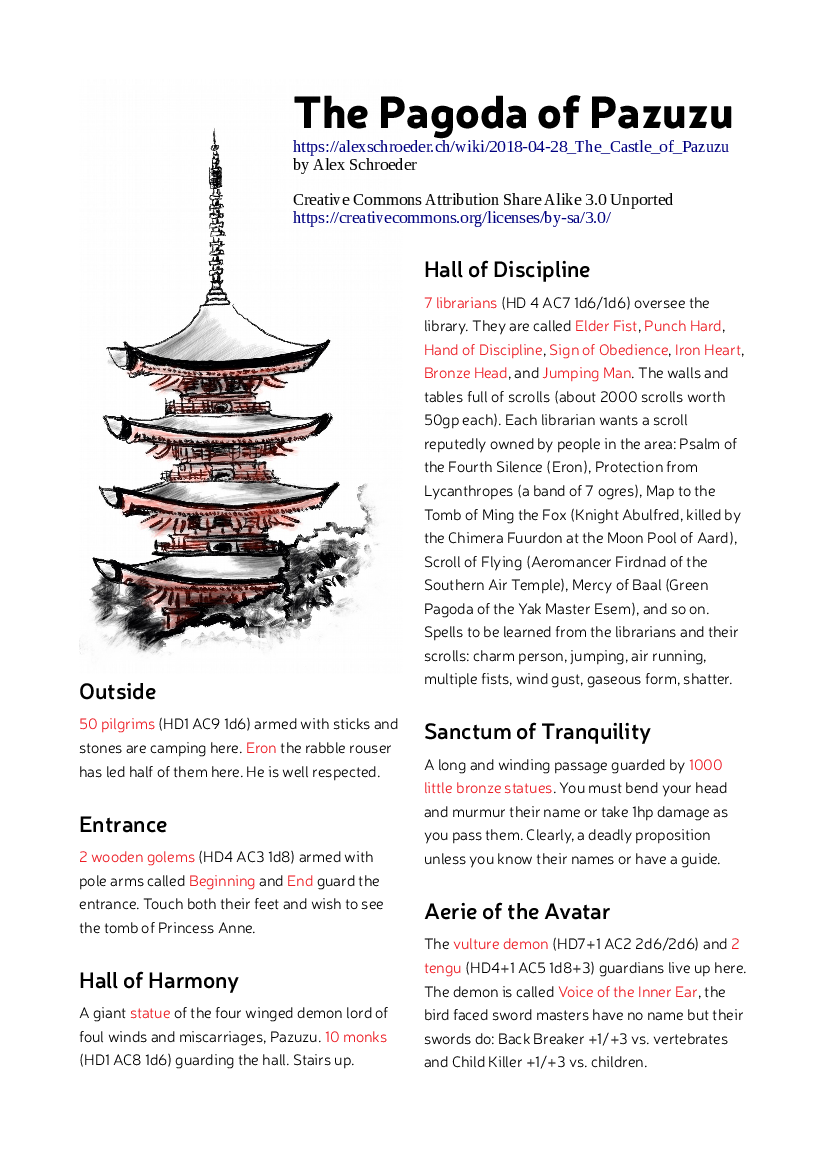 The Pagoda of Pazuzu
https://alexschroeder.ch/wiki/2018-04-28_The_Castle_of_Pazuzu
by Alex Schroeder
Creative Commons Attribution Share Alike 3.0 Unported
https://creativecommons.org/licenses/by-sa/3.0/
Outside
50 pilgrims (HD1 AC9 1d6) armed with sticks and
stones are camping here. Eron the rabble rouser
has led half of them here. He is well respected.
Entrance
2 wooden golems (HD4 AC3 1d8) armed with
pole arms called Beginning and End guard the
entrance. Touch both their feet and wish to see
the tomb of Princess Anne.
Hall of Harmony
A giant statue of the four winged demon lord of
foul winds and miscarriages, Pazuzu. 10 monks
(HD1 AC8 1d6) guarding the hall. Stairs up.
Hall of Discipline
7 librarians (HD 4 AC7 1d6/1d6) oversee the
library. They are called Elder Fist, Punch Hard,
Hand of Discipline, Sign of Obedience, Iron Heart,
Bronze Head, and Jumping Man. The walls and
tables full of scrolls (about 2000 scrolls worth
50gp each). Each librarian wants a scroll
reputedly owned by people in the area: Psalm of
the Fourth Silence (Eron), Protection from
Lycanthropes (a band of 7 ogres), Map to the
Tomb of Ming the Fox (Knight Abulfred, killed by
the Chimera Fuurdon at the Moon Pool of Aard),
Scroll of Flying (Aeromancer Firdnad of the
Southern Air Temple), Mercy of Baal (Green
Pagoda of the Yak Master Esem), and so on.
Spells to be learned from the librarians and their
scrolls: charm person, jumping, air running,
multiple fists, wind gust, gaseous form, shatter.
Sanctum of Tranquility
A long and winding passage guarded by 1000
little bronze statues. You must bend your head
and murmur their name or take 1hp damage as
you pass them. Clearly, a deadly proposition
unless you know their names or have a guide.
Aerie of the Avatar
The vulture demon (HD7+1 AC2 2d6/2d6) and 2
tengu (HD4+1 AC5 1d8+3) guardians live up here.
The demon is called Voice of the Inner Ear, the
bird faced sword masters have no name but their
swords do: Back Breaker +1/+3 vs. vertebrates
and Child Killer +1/+3 vs. children.